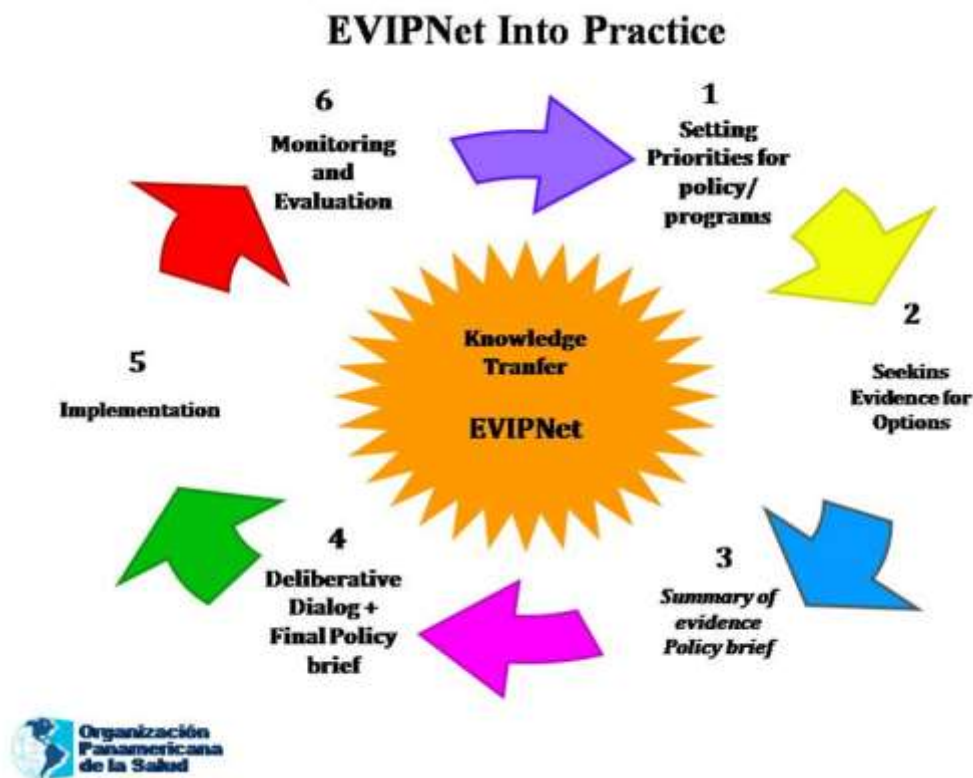 EVIPNet Into Practice
1
Setting
Priorities for
policy/
programs
2
Seekins
Evidence for
Options
3
Summary of
evidence
Policy brief
4
Deliberative
Dialog +
Final Policy
brief
5
Implementation
6
Monitoring
and
Evaluation
Knowledge
Tranfer
EVIPNet
Organización
Panamericana
de la Salud